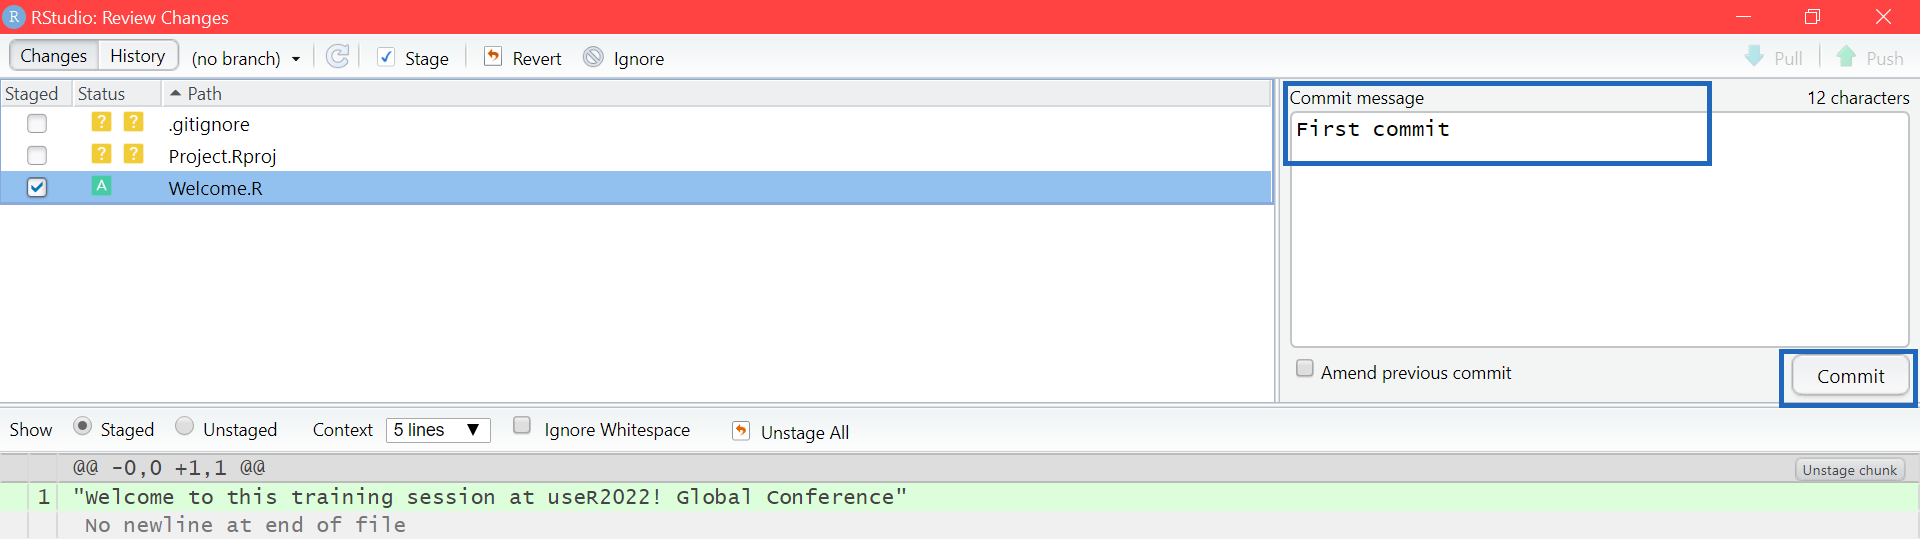 R RStudio: Review Changes
Changes History (no branch) Stage Revert Ignore Pull Push
Staged Status Path Commit message 12 characters
? ? .gitignore First commit
? ? Project.Rproj
A Welcome.R
Amend previous commit Commit
Show Staged Unstaged Context 5 lines Ignore Whitespace Unstage All
@@ -0,0 +1,1 @@ Unstage chunk
1 "Welcome to this training session at useR2022! Global Conference"
No newline at end of file